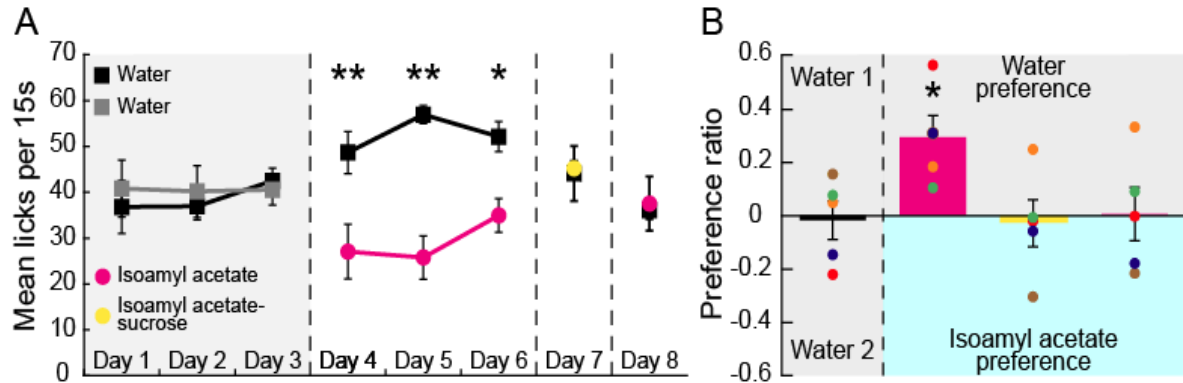 A
Mean licks per 15s
70
60
50
40
30
20
10
0
Water
Water
** ** *
Isoamyl acetate
Isoamyl acetate-
sucrose
Day 1 Day 2 Day 3 Day 4 Day 5 Day 6 Day 7 Day 8
B
Preference ratio
0.6
0.4
0.2
0
-0.2
-0.4
-0.6
Water 1
Water
preference
*
Water 2
Isoamyl acetate
preference